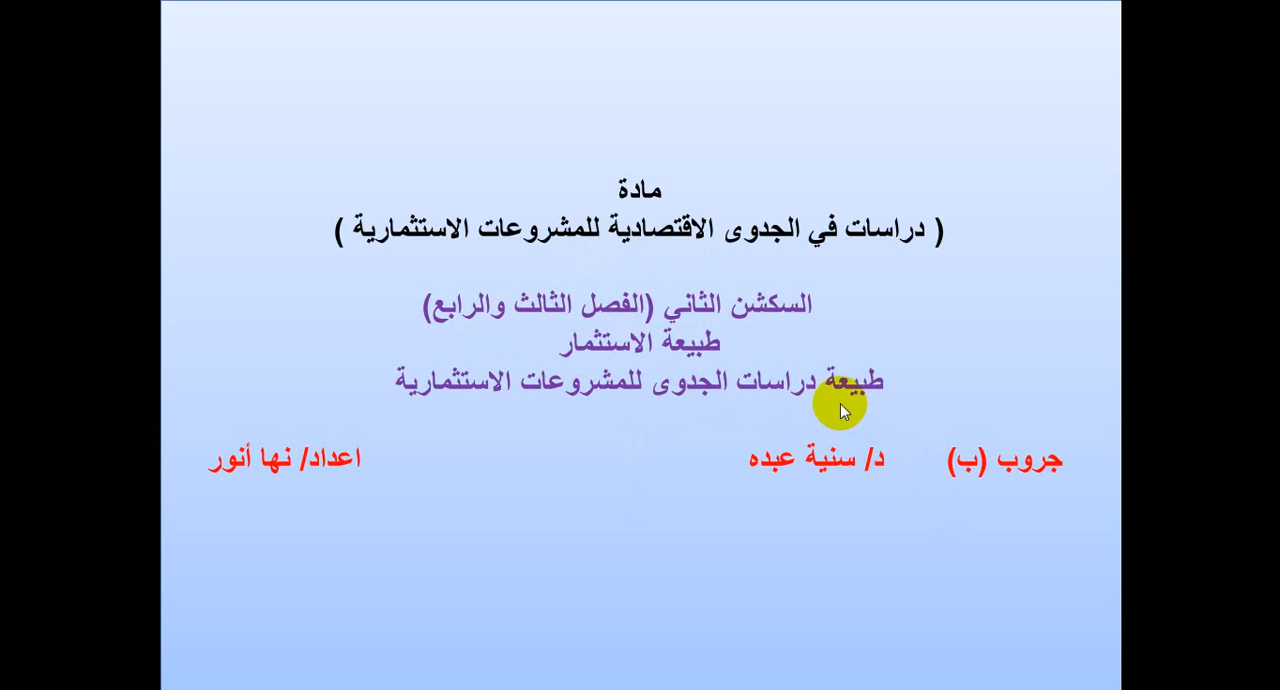 مادة
( دراسات في الجدوى الاقتصادية للمشروعات الاستثمارية )
السكشن الثاني (الفصل الثالث والرابع)
طبيعة الاستثمار
طبيعة دراسات الجدوى للمشروعات الاستثمارية
جروب (ب) د/ سنية عبده اعداد/ نها أنور